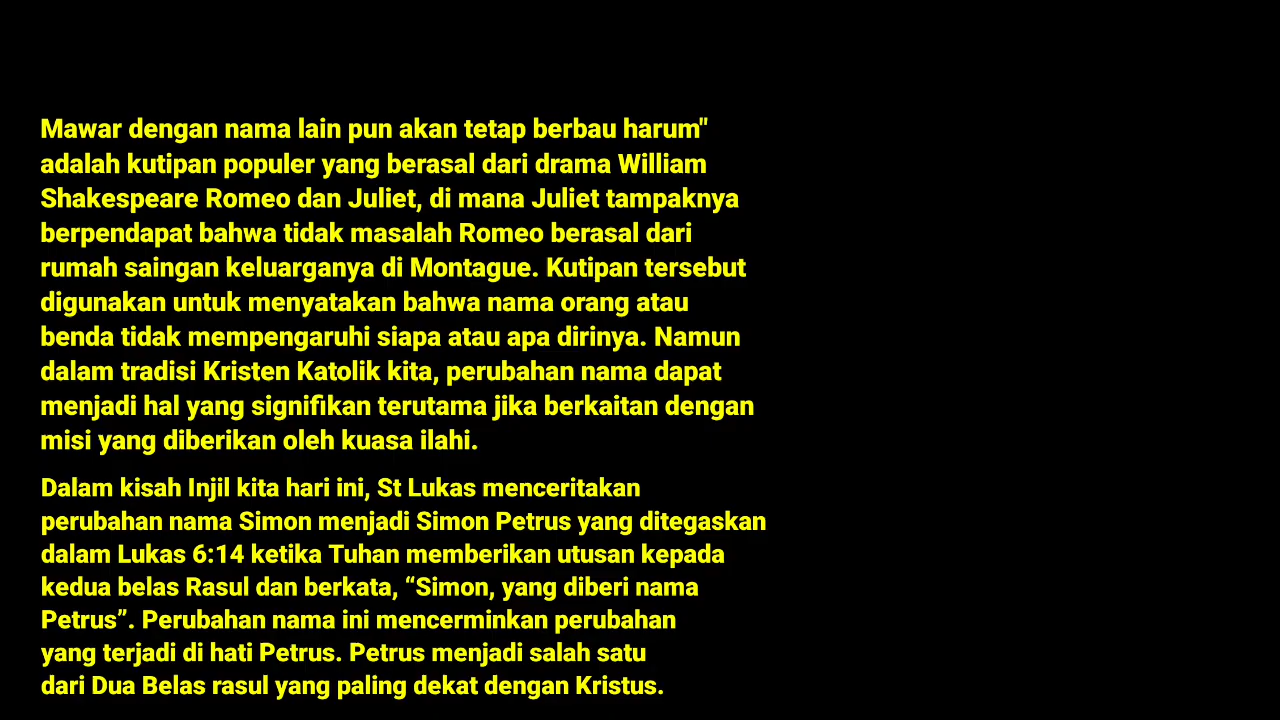 Mawar dengan nama lain pun akan tetap berbau harum"
adalah kutipan populer yang berasal dari drama William
Shakespeare Romeo dan Juliet, di mana Juliet tampaknya
berpendapat bahwa tidak masalah Romeo berasal dari
rumah saingan keluarganya di Montague. Kutipan tersebut
digunakan untuk menyatakan bahwa nama orang atau
benda tidak mempengaruhi siapa atau apa dirinya. Namun
dalam tradisi Kristen Katolik kita, perubahan nama dapat
menjadi hal yang signifikan terutama jika berkaitan dengan
misi yang diberikan oleh kuasa ilahi.
Dalam kisah Injil kita hari ini, St Lukas menceritakan
perubahan nama Simon menjadi Simon Petrus yang ditegaskan
dalam Lukas 6:14 ketika Tuhan memberikan utusan kepada
kedua belas Rasul dan berkata, “Simon, yang diberi nama
Petrus”. Perubahan nama ini mencerminkan perubahan
yang terjadi di hati Petrus. Petrus menjadi salah satu
dari Dua Belas rasul yang paling dekat dengan Kristus.